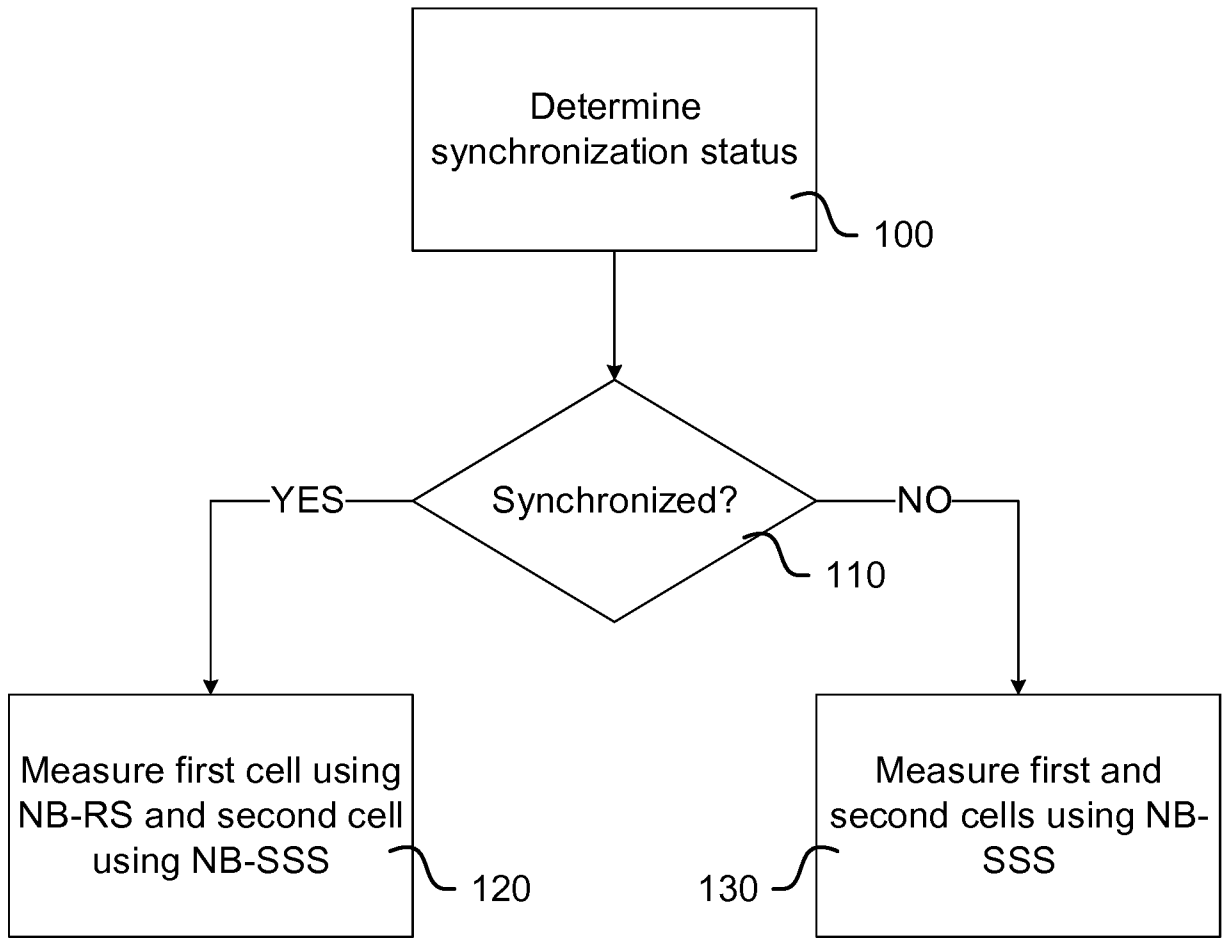 Determine
synchronization status
100
YES
Synchronized?
NO
110
Measure first cell using
NB-RS and second cell
using NB-SSS
120
Measure first and
second cells using NB-
SSS
130